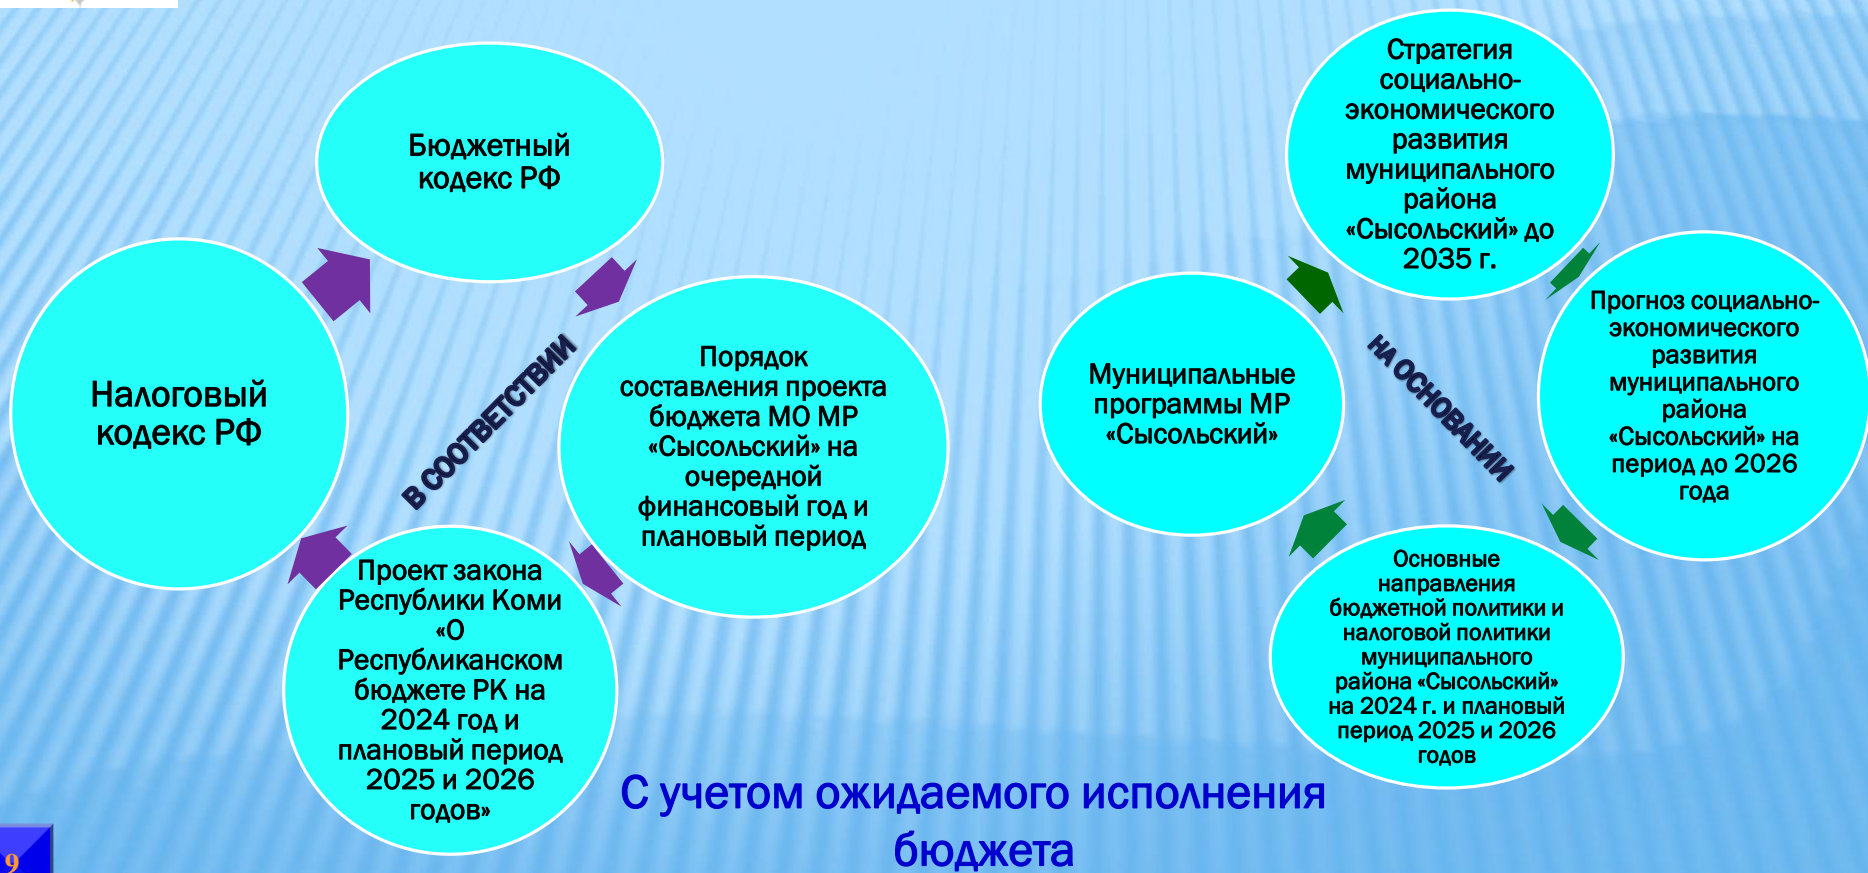 Бюджетный
кодекс РФ
Налоговый
кодекс РФ
В СООТВЕТСТВИИ
Порядок
составления проекта
бюджета МО МР
«Сысольский» на
очередной
финансовый год и
плановый период
Проект закона
Республики Коми
«О
Республиканском
бюджете РК на
2024 год и
плановый период
2025 и 2026
годов»
Стратегия
социально-
экономического
развития
муниципального
района
«Сысольский» до
2035 г.
Муниципальные
программы МР
«Сысольский»
НА ОСНОВАНИИ
Прогноз социально-
экономического
развития
муниципального
района
«Сысольский» на
период до 2026
года
Основные
направления
бюджетной политики и
налоговой политики
муниципального
района «Сысольский»
на 2024 г. и плановый
период 2025 и 2026
годов
С учетом ожидаемого исполнения
бюджета
9